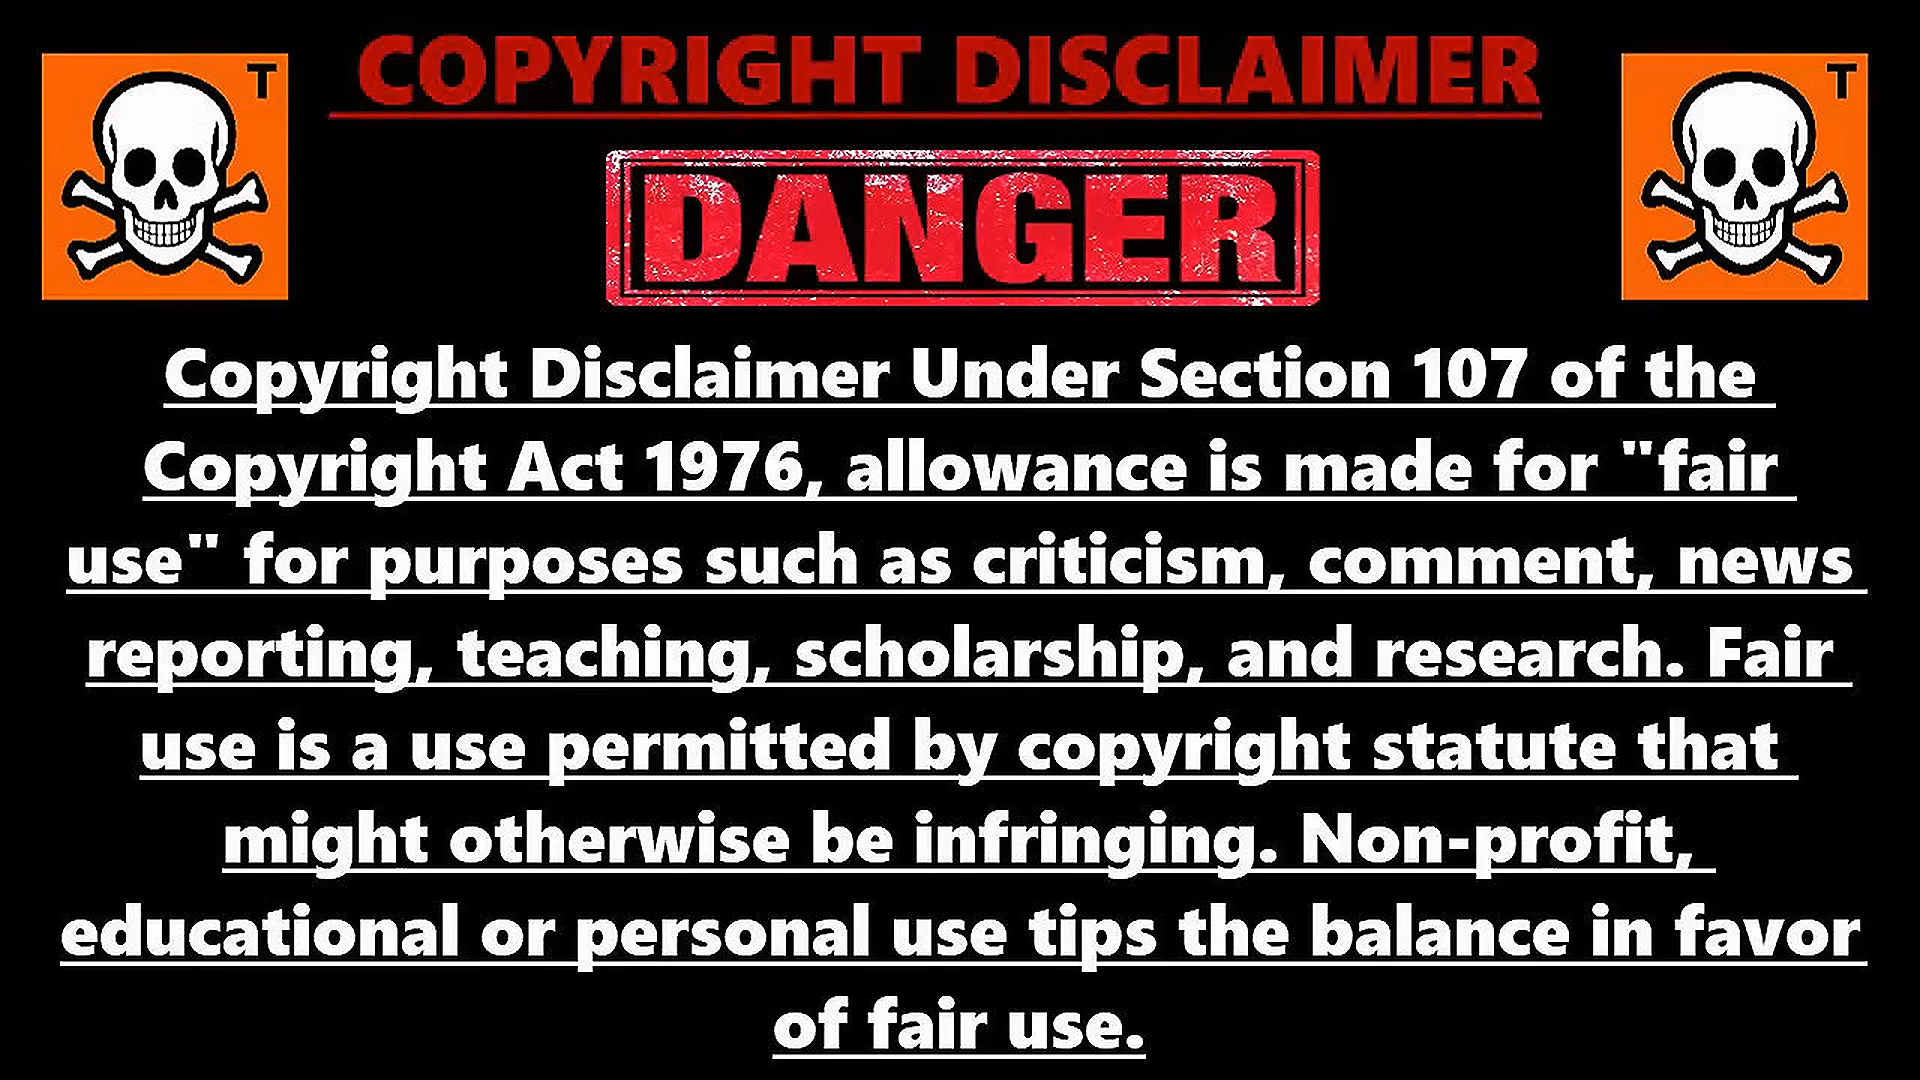 T
COPYRIGHT DISCLAIMER
T
DANGER
Copyright Disclaimer Under Section 107 of the
Copyright Act 1976, allowance is made for "fair
use" for purposes such as criticism, comment, news
reporting, teaching, scholarship, and research. Fair
use is a use permitted by copyright statute that
might otherwise be infringing. Non-profit,
educational or personal use tips the balance in favor
of fair use.